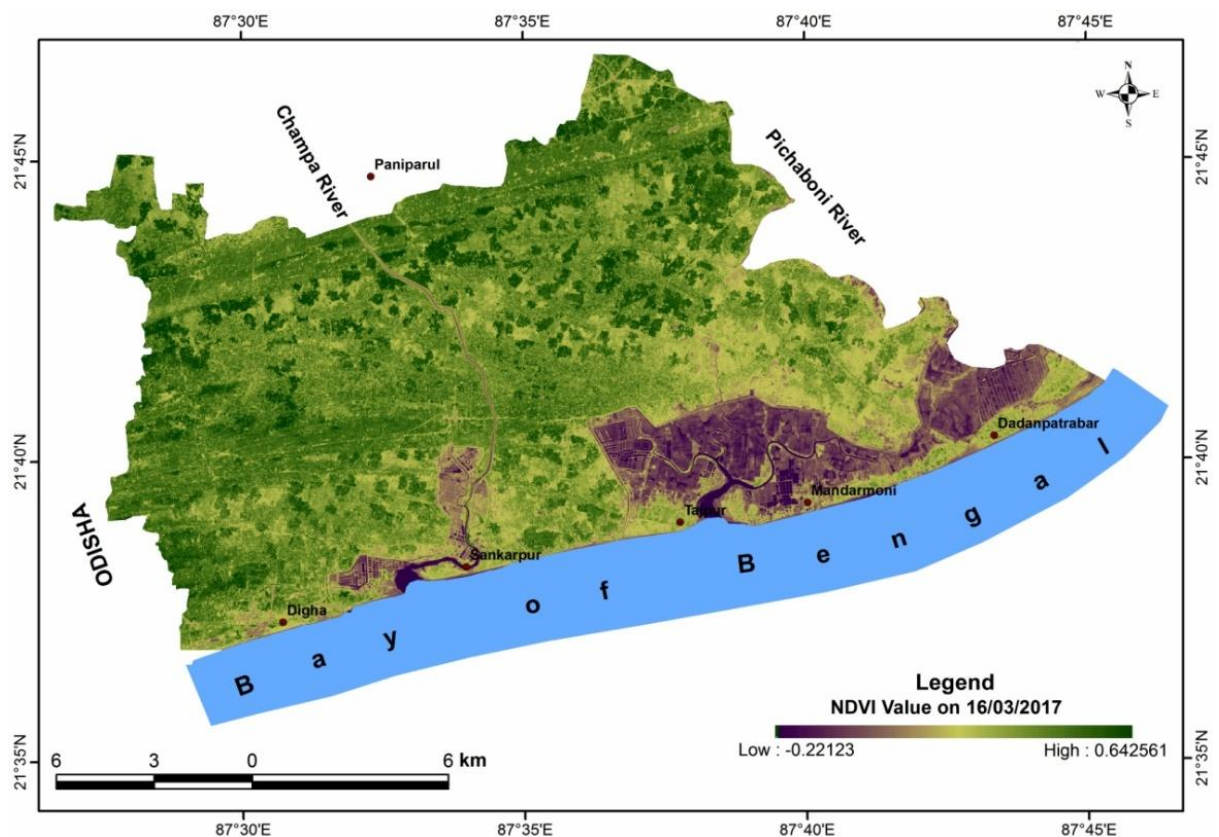 87°30'E 87°35'E 87°40'E 87°45'E
N
W E
S
21°45'N 21°45'N
Champa River
Paniparul
Pichaboni River
21°40'N 21°40'N
Dadanpatrabar
Mandarmoni
Tajpur
Sankarpur
Digha
ODISHA
Bay of Bengal
Legend
NDVI Value on 16/03/2017
Low : -0.22123 High : 0.642561
21°35'N 21°35'N
6 3 0 6 km
87°30'E 87°35'E 87°40'E 87°45'E